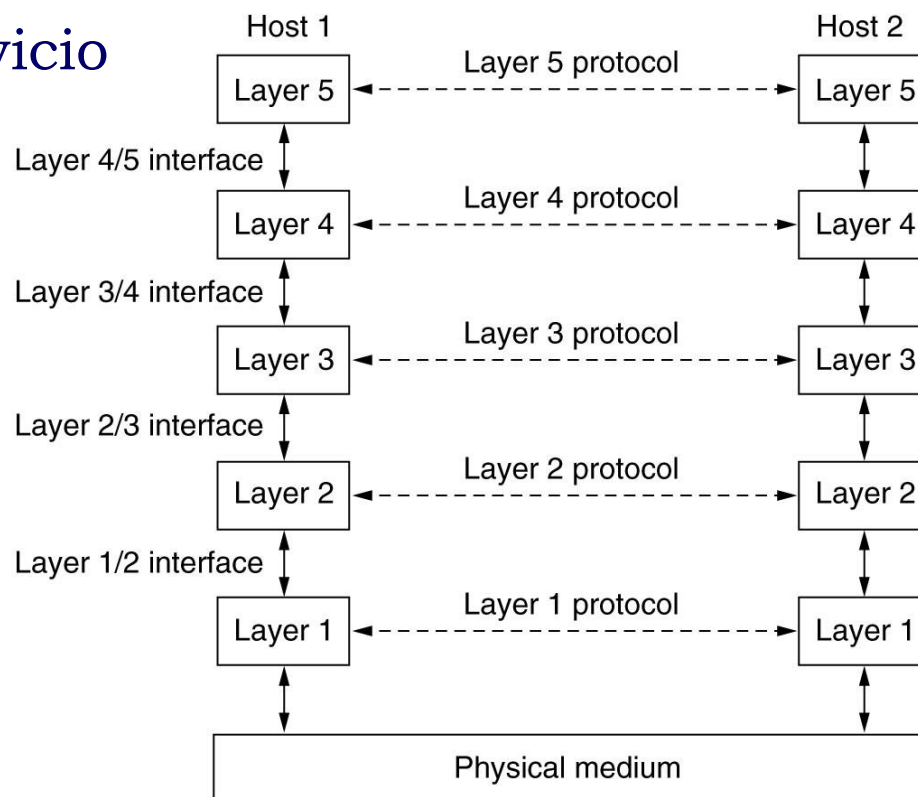 Host 1 Host 2
Layer 5 Layer 5 protocol Layer 5
Layer 4/5 interface
Layer 4 Layer 4 protocol Layer 4
Layer 3/4 interface
Layer 3 Layer 3 protocol Layer 3
Layer 2/3 interface
Layer 2 Layer 2 protocol Layer 2
Layer 1/2 interface
Layer 1 Layer 1 protocol Layer 1
Physical medium